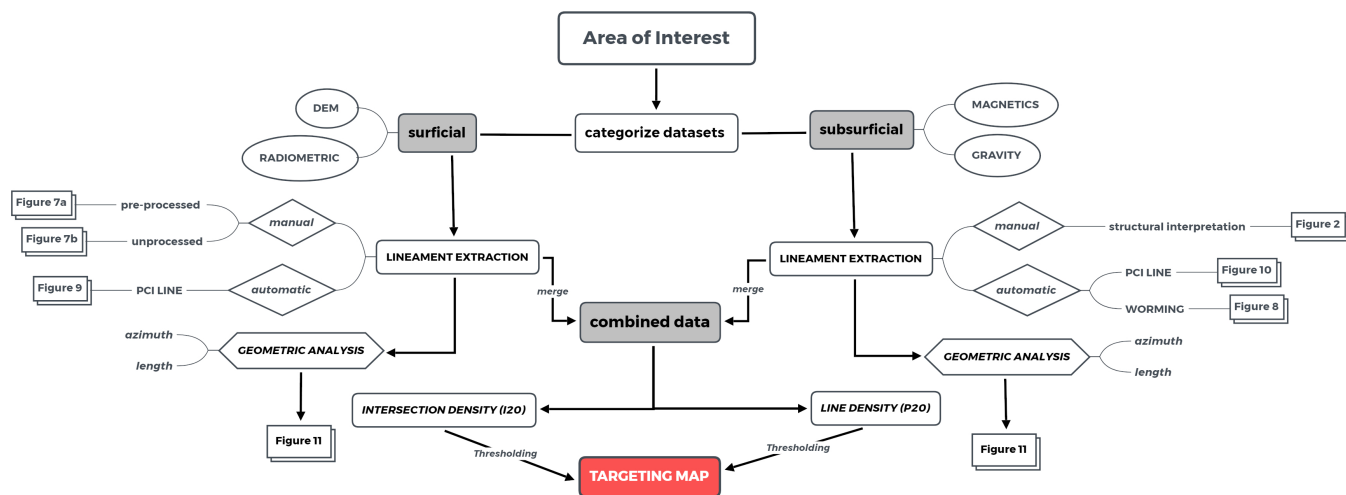 Area of Interest
DEM
MAGNETICS
surficial
categorize datasets
subsurficial
RADIOMETRIC
GRAVITY
Figure 7a
pre-processed
manual
Figure 7b
unprocessed
manual
structural interpretation
Figure 2
LINEAMENT EXTRACTION
LINEAMENT EXTRACTION
Figure 9
PCI LINE
automatic
merge
merge
automatic
PCI LINE
Figure 10
WORMING
Figure 8
combined data
azimuth
length
GEOMETRIC ANALYSIS
GEOMETRIC ANALYSIS
azimuth
length
INTERSECTION DENSITY (I20)
LINE DENSITY (P20)
Figure 11
Figure 11
Thresholding
Thresholding
TARGETING MAP